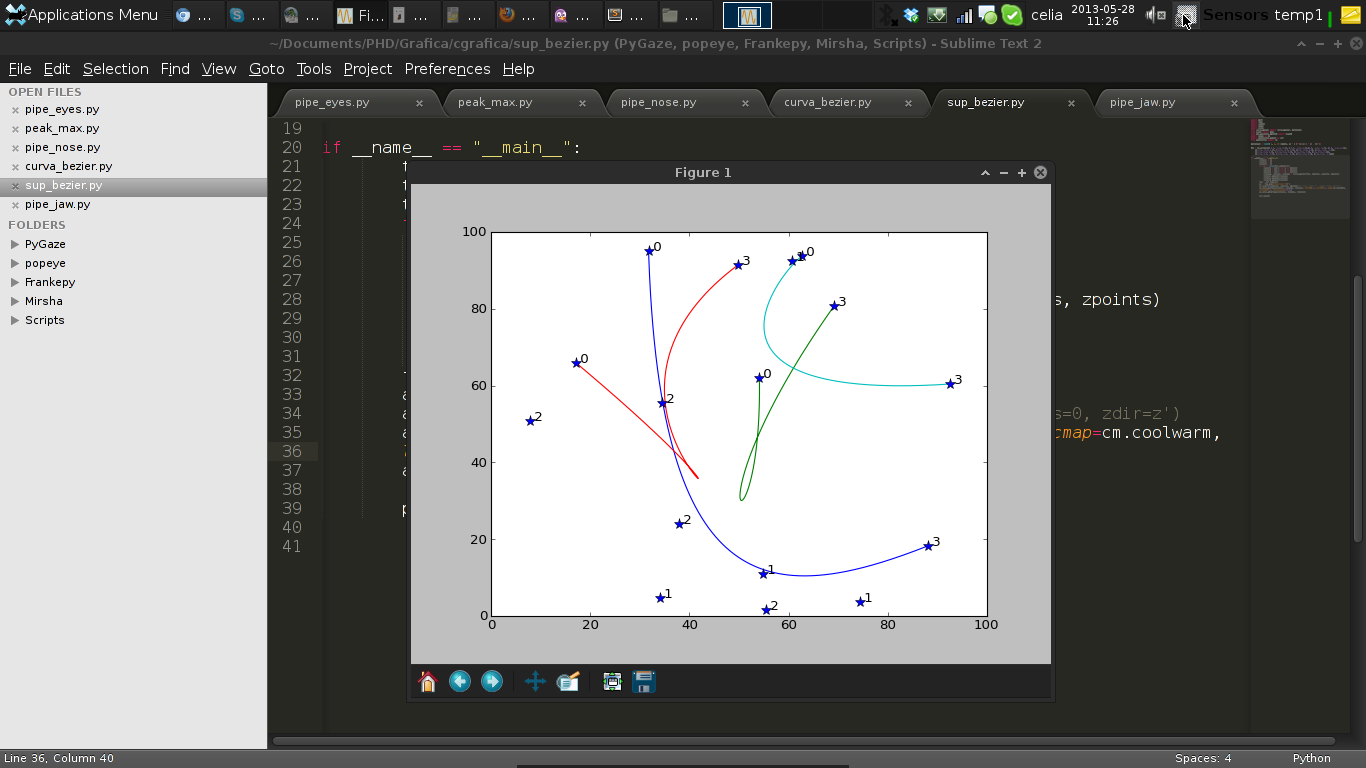 Applications Menu
Fi...
celia
2013-05-28
11:26
Sensors temp1
~/Documents/PHD/Grafica/cgrafica/sup_bezier.py (PyGaze, popeye, Frankepy, Mirsha, Scripts) - Sublime Text 2
File Edit Selection Find View Goto Tools Project Preferences Help
OPEN FILES
pipe_eyes.py
peak_max.py
pipe_nose.py
curva_bezier.py
sup_bezier.py
pipe_jaw.py
FOLDERS
PyGaze
popeye
Frankepy
Mirsha
Scripts
pipe_eyes.py peak_max.py pipe_nose.py curva_bezier.py sup_bezier.py pipe_jaw.py
19
20 if __name__ == "__main__":
21
22
23
24
25
26
27
28 s, zpoints)
29
30
31
32
33
34 s=0, zdir=z')
35 cmap=cm.coolwarm,
36
37
38
39
40
41
Figure 1
100
80
60
40
20
0
0 20 40 60 80 100
0
3
1
0
3
0
0
3
2
2
2
3
1
1
2
1
Line 36, Column 40
Spaces: 4
Python